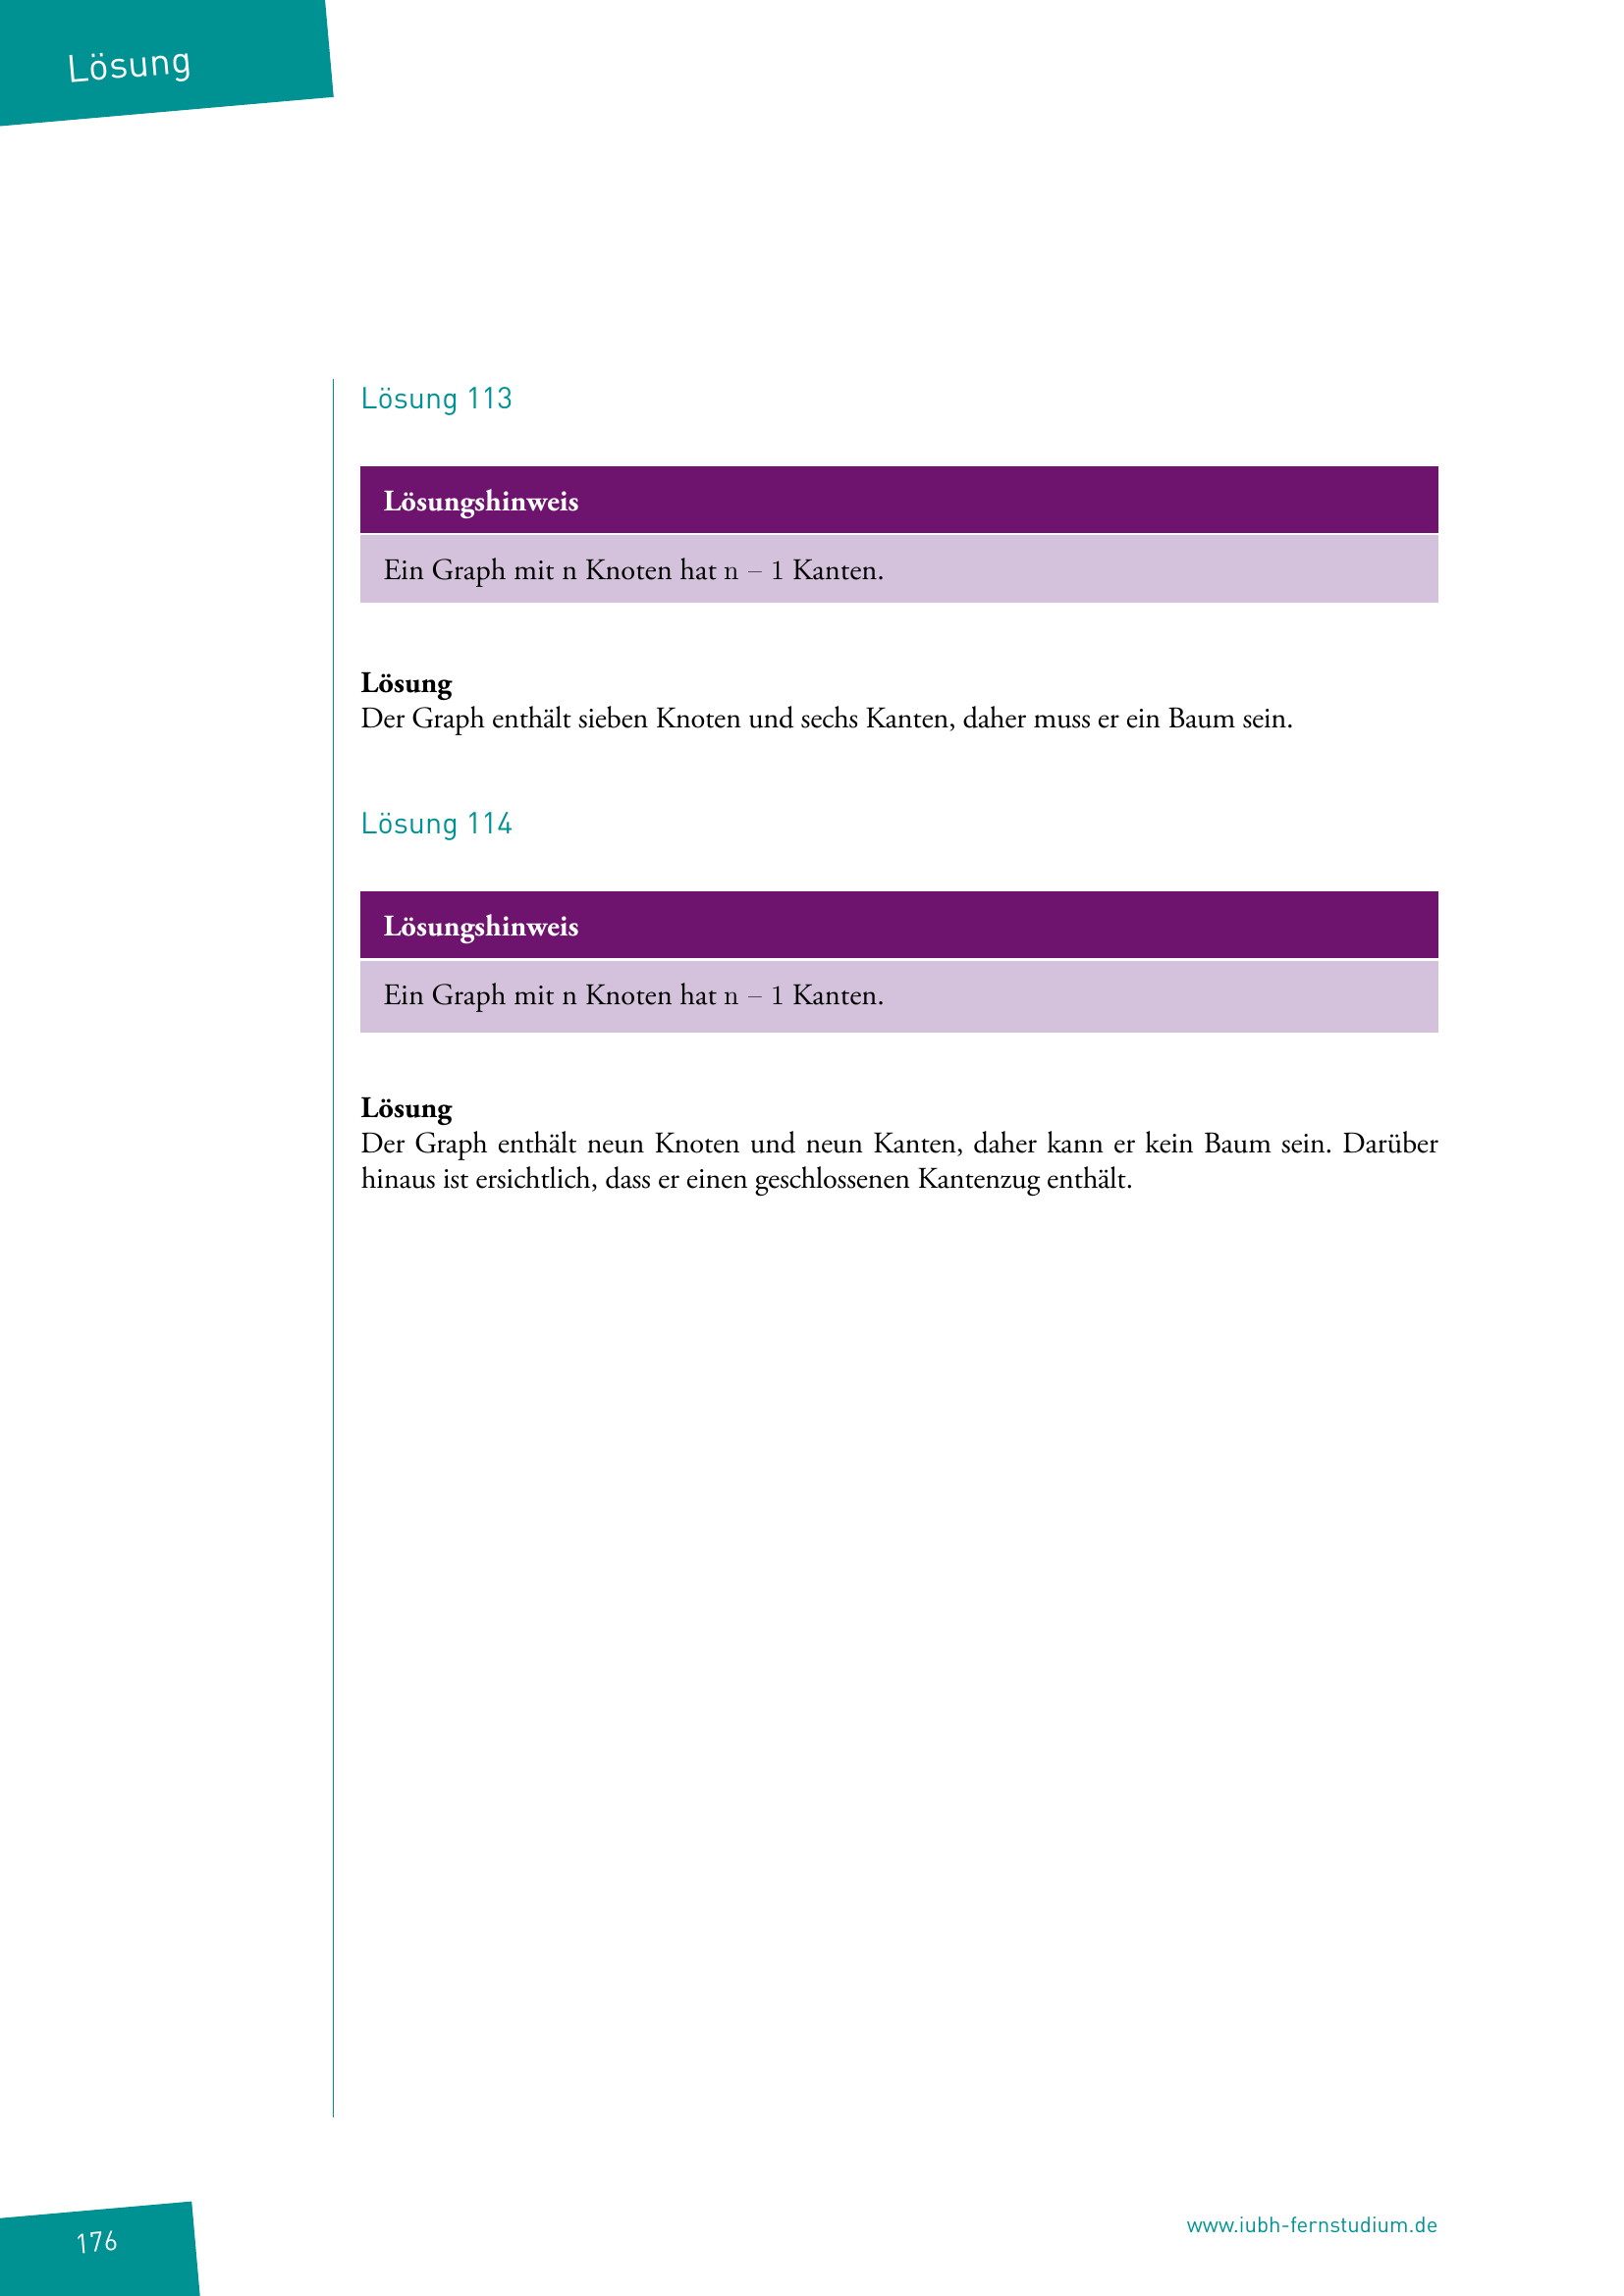 Lösung
Lösung 113
Lösungshinweis
Ein Graph mit n Knoten hat n – 1 Kanten.
Lösung
Der Graph enthält sieben Knoten und sechs Kanten, daher muss er ein Baum sein.
Lösung 114
Lösungshinweis
Ein Graph mit n Knoten hat n – 1 Kanten.
Lösung
Der Graph enthält neun Knoten und neun Kanten, daher kann er kein Baum sein. Darüber
hinaus ist ersichtlich, dass er einen geschlossenen Kantenzug enthält.
176
www.iubh-fernstudium.de